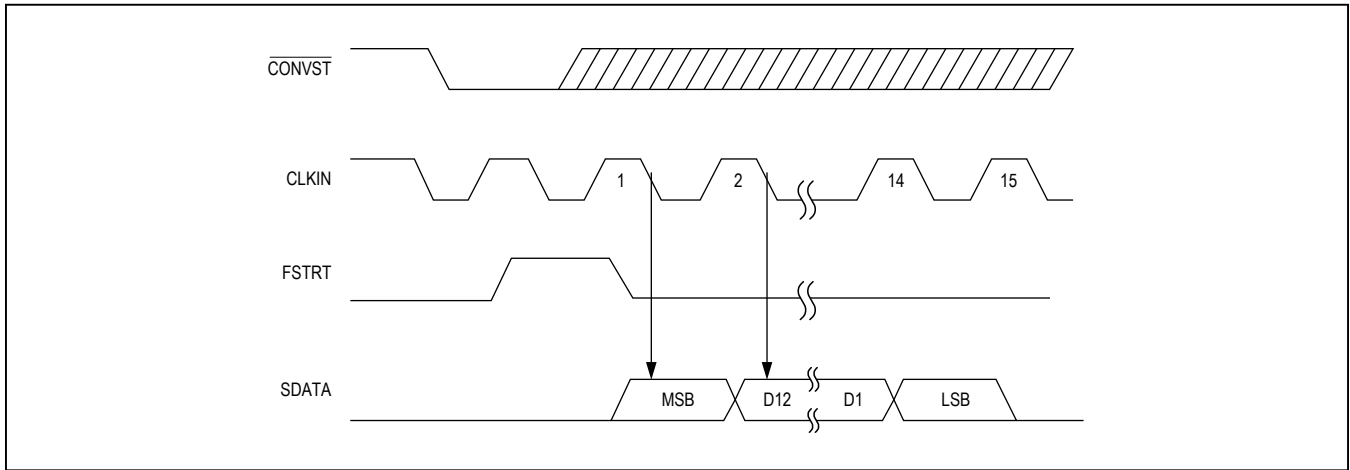 CONVST
CLKIN 1 2 14 15
FSTRT
SDATA MSB D12 D1 LSB